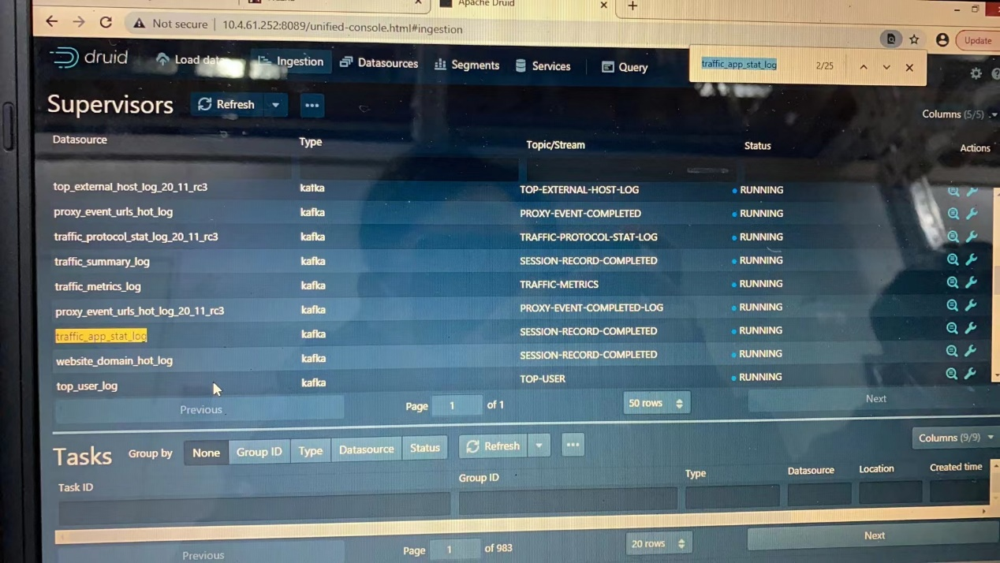 Apache Druid
Not secure 10.4.61.252:8089/unified-console.html#ingestion
Update
druid Load data Ingestion Datasources Segments Services Query
traffic_app_stat_log 2/25
Supervisors Refresh
Columns (5/5)
Datasource Type Topic/Stream Status Actions
top_external_host_log_20_11_rc3 kafka TOP-EXTERNAL-HOST-LOG RUNNING
proxy_event_urls_hot_log kafka PROXY-EVENT-COMPLETED RUNNING
traffic_protocol_stat_log_20_11_rc3 kafka TRAFFIC-PROTOCOL-STAT-LOG RUNNING
traffic_summary_log kafka SESSION-RECORD-COMPLETED RUNNING
traffic_metrics_log kafka TRAFFIC-METRICS RUNNING
proxy_event_urls_hot_log_20_11_rc3 kafka PROXY-EVENT-COMPLETED-LOG RUNNING
traffic_app_stat_log kafka SESSION-RECORD-COMPLETED RUNNING
website_domain_hot_log kafka SESSION-RECORD-COMPLETED RUNNING
top_user_log kafka TOP-USER RUNNING
Previous Page 1 of 1 50 rows Next
Tasks Group by None Group ID Type Datasource Status Refresh Columns (9/9)
Task ID Group ID Type Datasource Location Created time
Previous Page 1 of 983 20 rows Next